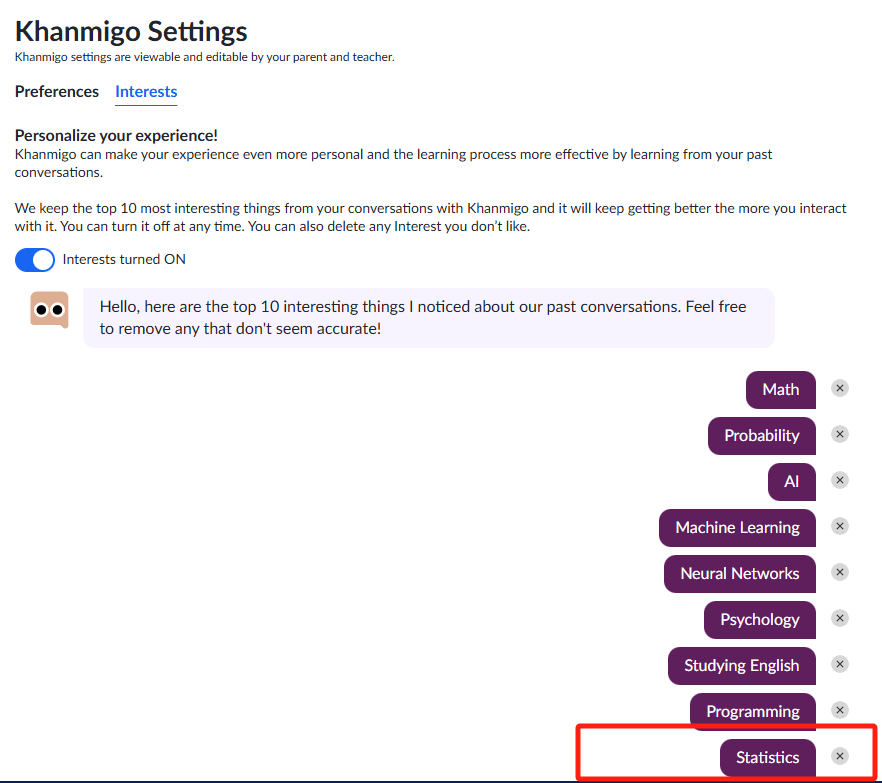 Khanmigo Settings
Khanmigo settings are viewable and editable by your parent and teacher.
Preferences Interests
Personalize your experience!
Khanmigo can make your experience even more personal and the learning process more effective by learning from your past
conversations.
We keep the top 10 most interesting things from your conversations with Khanmigo and it will keep getting better the more you interact
with it. You can turn it off at any time. You can also delete any Interest you don’t like.
Interests turned ON
Hello, here are the top 10 interesting things I noticed about our past conversations. Feel free
to remove any that don't seem accurate!
Math
Probability
AI
Machine Learning
Neural Networks
Psychology
Studying English
Programming
Statistics